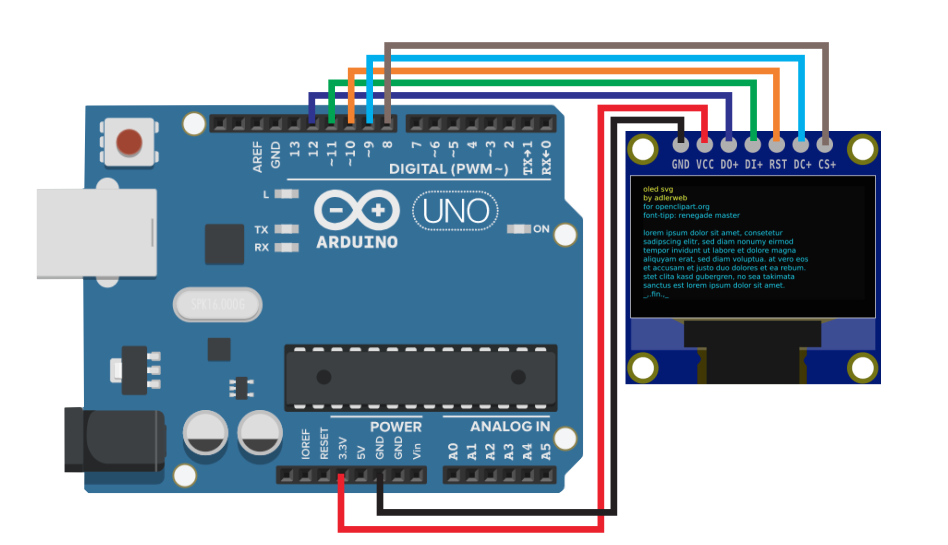 GND VCC DO+ DI+ RST DC+ CS+
AREF
GND
13
12
~11
~10
~9
8
7
~6
~5
4
~3
2
TX→1
RX←0
DIGITAL (PWM~)
L
TX
RX
ARDUINO
UNO
ON
oled svg
by adlerweb
for openclipart.org
font-tipp: renegade master
lorem ipsum dolor sit amet, consetetur
sadipscing elitr, sed diam nonumy eirmod
tempor invidunt ut labore et dolore magna
aliquyam erat, sed diam voluptua. at vero eos
et accusam et justo duo dolores et ea rebum.
stet clita kasd gubergren, no sea takimata
sanctus est lorem ipsum dolor sit amet.
_,.fin.,_
SPK16.000G
POWER
ANALOG IN
IOREF
RESET
3.3V
5V
GND
GND
Vin
A0
A1
A2
A3
A4
A5